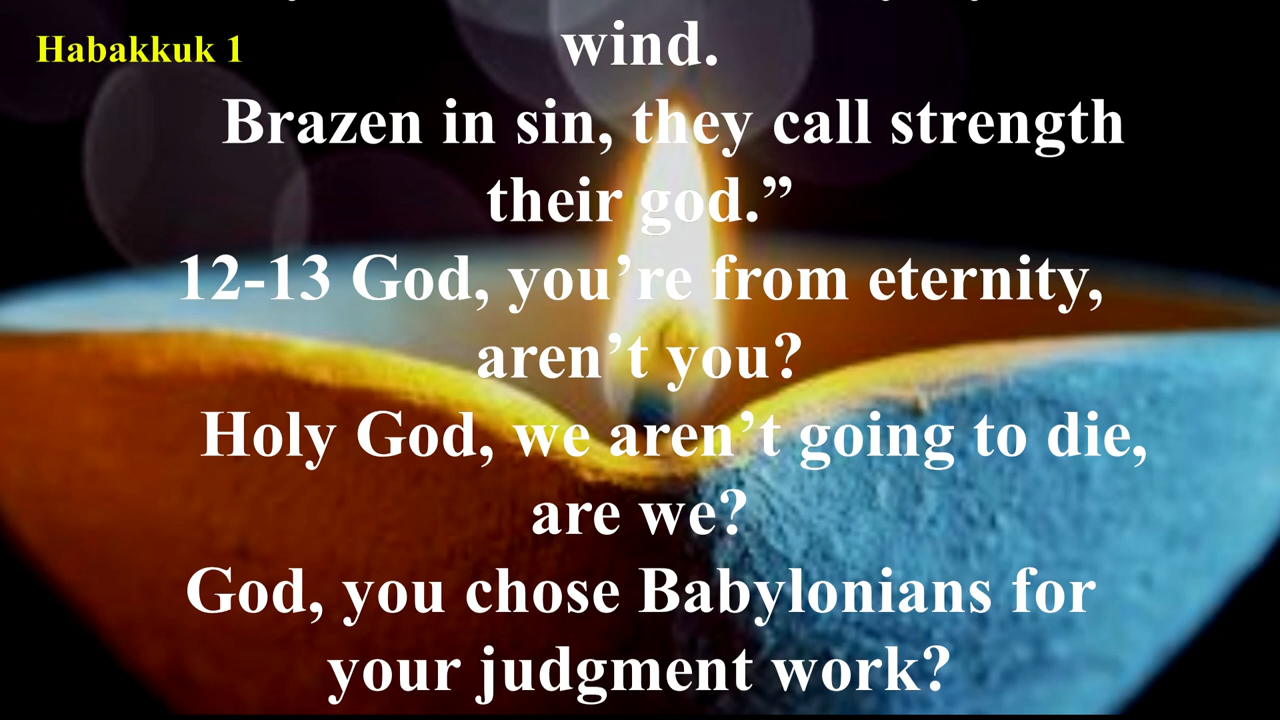 Habakkuk 1
wind.
Brazen in sin, they call strength
their god.”
12-13 God, you’re from eternity,
aren’t you?
Holy God, we aren’t going to die,
are we?
God, you chose Babylonians for
your judgment work?